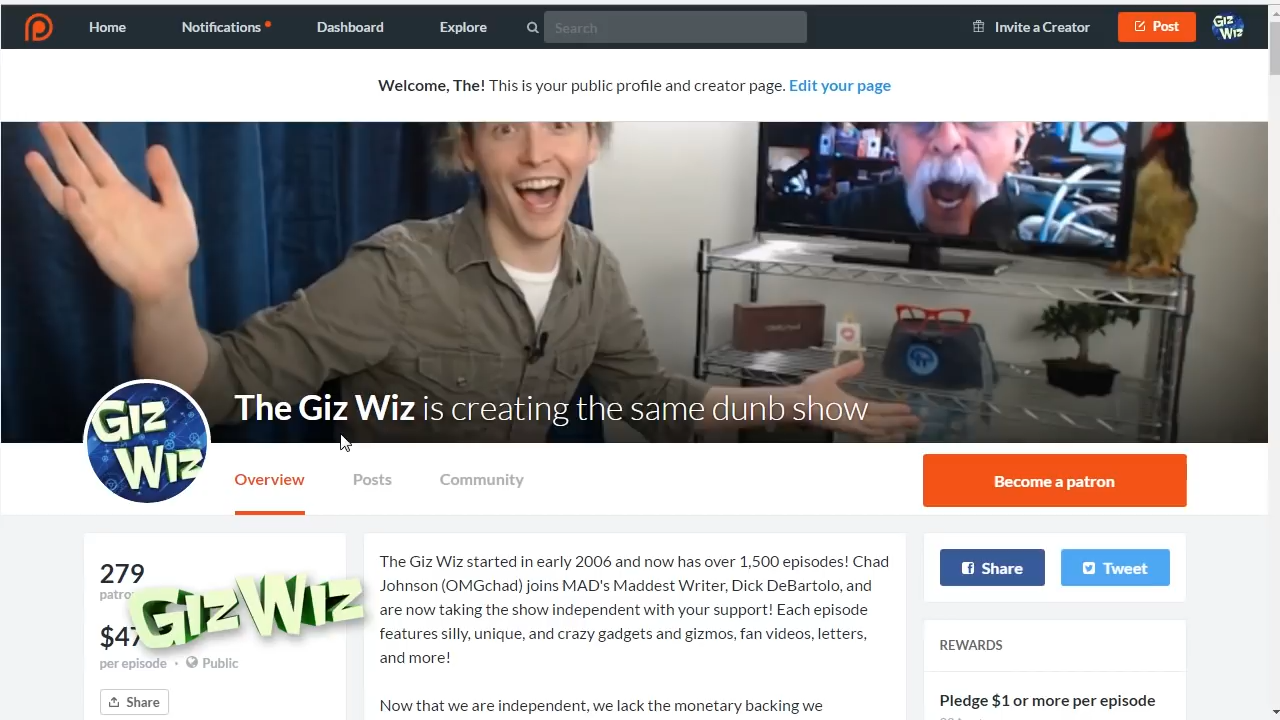 Home Notifications Dashboard Explore Search Invite a Creator Post GIZ WIZ
Welcome, The! This is your public profile and creator page. Edit your page
The Giz Wiz is creating the same dunb show
GIZ WIZ
Overview Posts Community Become a patron
279
$47
per episode · Public
Share
GIZ WIZ
The Giz Wiz started in early 2006 and now has over 1,500 episodes! Chad
Johnson (OMGchad) joins MAD's Maddest Writer, Dick DeBartolo, and
are now taking the show independent with your support! Each episode
features silly, unique, and crazy gadgets and gizmos, fan videos, letters,
and more!
Now that we are independent, we lack the monetary backing we
Share Tweet
REWARDS
Pledge $1 or more per episode